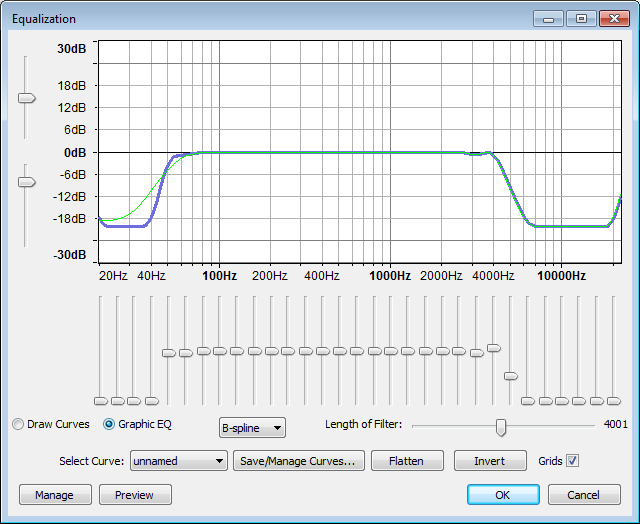 Equalization
30dB
18dB
12dB
6dB
0dB
-6dB
-12dB
-18dB
-30dB
20Hz 40Hz 100Hz 200Hz 400Hz 1000Hz 2000Hz 4000Hz 10000Hz
Draw Curves Graphic EQ B-spline Length of Filter: 4001
Select Curve: unnamed Save/Manage Curves... Flatten Invert Grids
Manage Preview OK Cancel